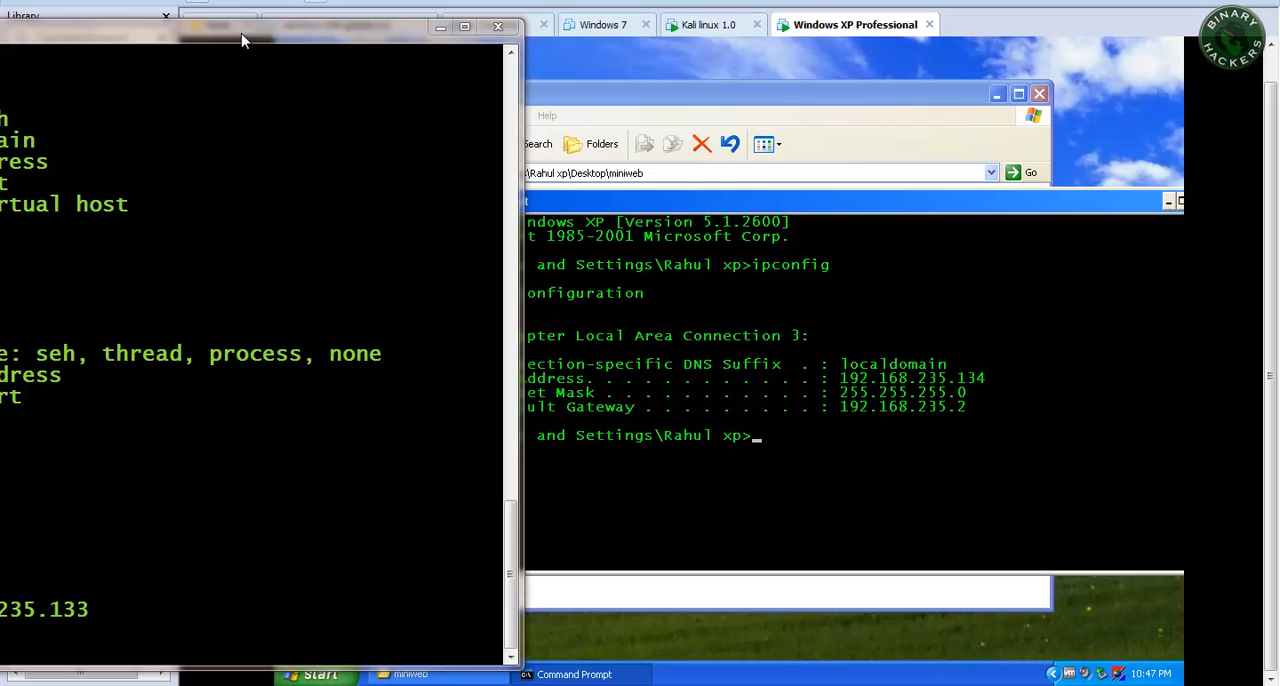 Library
Windows 7
Kali linux 1.0
Windows XP Professional
BINARY
HACKERS
Help
Search
Folders
\Rahul xp\Desktop\miniweb
Go
h
ain
ress
t
rtual host
e: seh, thread, process, none
dress
rt
235.133
t
ndows XP [Version 5.1.2600]
t 1985-2001 Microsoft Corp.
and Settings\Rahul xp>ipconfig
onfiguration
pter Local Area Connection 3:
ection-specific DNS Suffix . : localdomain
ddress. . . . . . . . . . . . : 192.168.235.134
et Mask . . . . . . . . . . . : 255.255.255.0
ult Gateway . . . . . . . . . : 192.168.235.2
and Settings\Rahul xp>_
start
miniweb
Command Prompt
10:47 PM